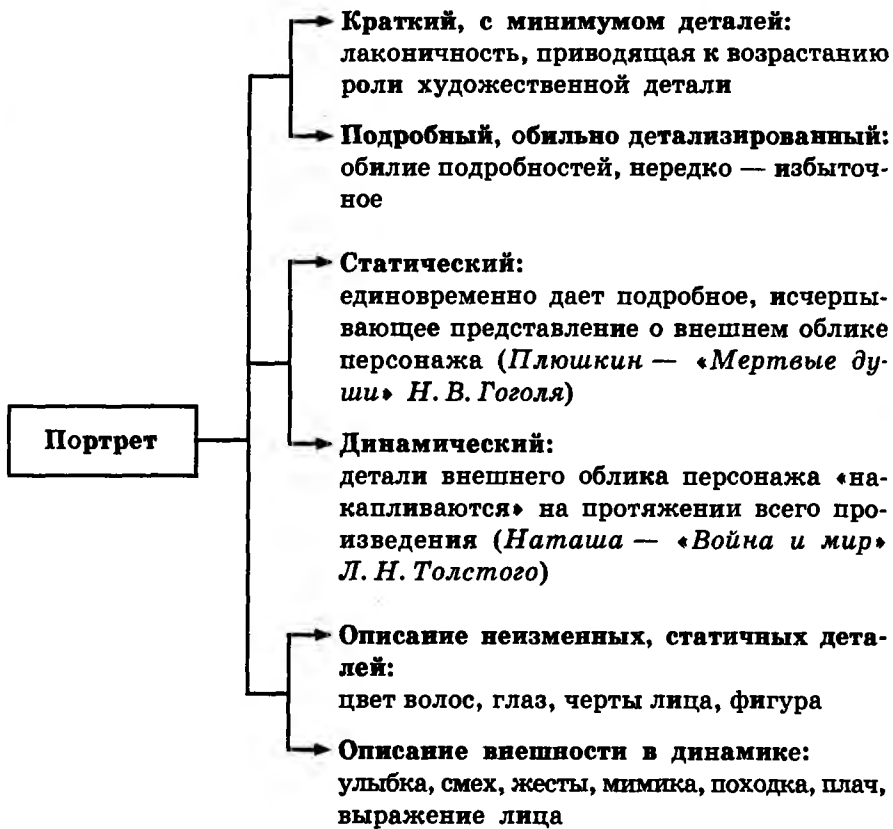 Краткий, с минимумом деталей:
лаконичность, приводящая к возрастанию
роли художественной детали
Подробный, обильно детализированный:
обилие подробностей, нередко — избыточ-
ное
Статический:
единовременно дает подробное, исчерпы-
вающее представление о внешнем облике
персонажа (Плюшкин — «Мертвые ду-
ши» Н. В. Гоголя)
Портрет
Динамический:
детали внешнего облика персонажа «на-
капливаются» на протяжении всего про-
изведения (Наташа — «Война и мир»
Л. Н. Толстого)
Описание неизменных, статичных дета-
лей:
цвет волос, глаз, черты лица, фигура
Описание внешности в динамике:
улыбка, смех, жесты, мимика, походка, плач,
выражение лица